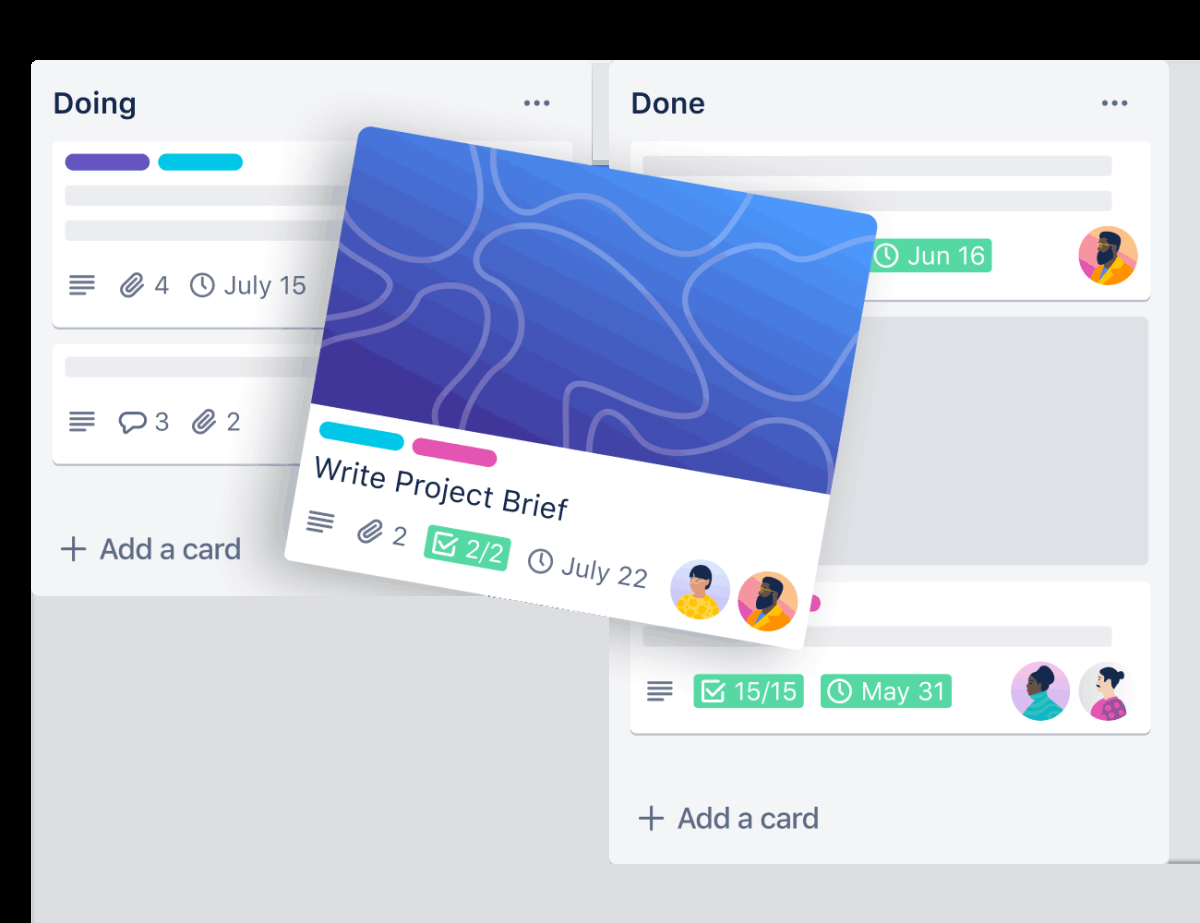 Doing
4 July 15
3 2
Add a card
Write Project Brief
2 2/2 July 22
Done
Jun 16
15/15 May 31
Add a card